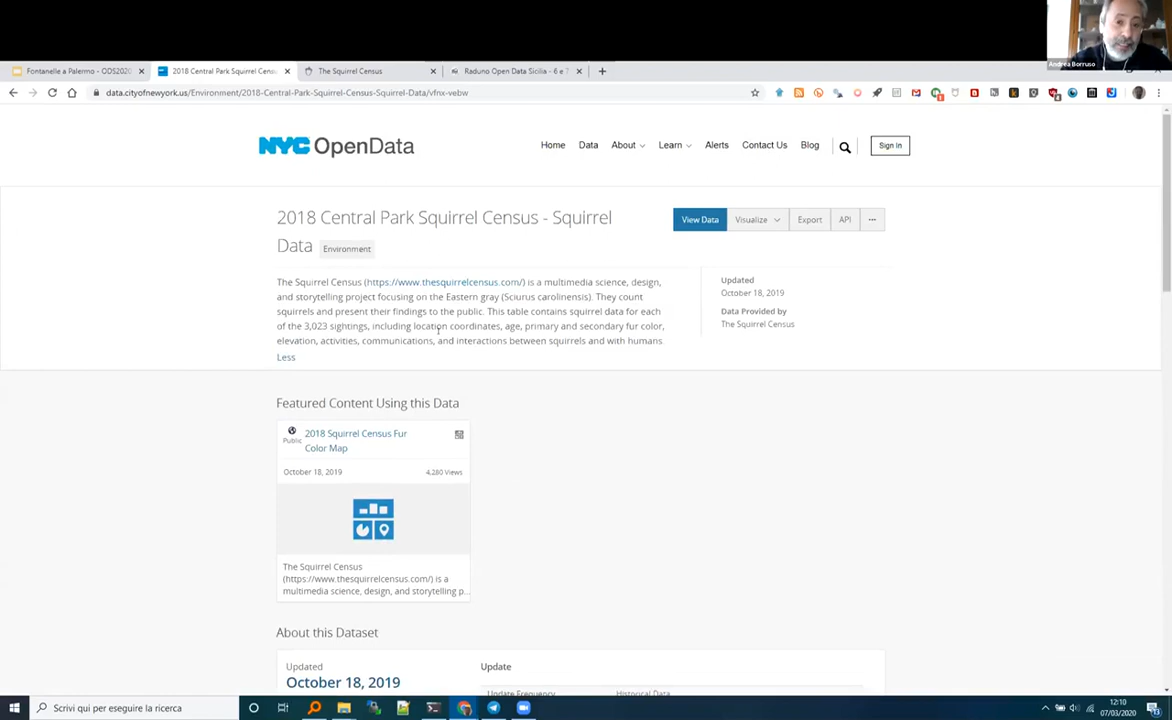 Andrea Borruso
Fontanelle a Palermo - ODS2020
2018 Central Park Squirrel Censu
The Squirrel Census
Raduno Open Data Sicilia - 6 e 7
data.cityofnewyork.us/Environment/2018-Central-Park-Squirrel-Census-Squirrel-Data/vfnx-vebw
NYC OpenData
Home Data About Learn Alerts Contact Us Blog Sign In
2018 Central Park Squirrel Census - Squirrel
Data Environment
View Data Visualize Export API
The Squirrel Census (https://www.thesquirrelcensus.com/) is a multimedia science, design,
and storytelling project focusing on the Eastern gray (Sciurus carolinensis). They count
squirrels and present their findings to the public. This table contains squirrel data for each
of the 3,023 sightings, including location coordinates, age, primary and secondary fur color,
elevation, activities, communications, and interactions between squirrels and with humans
Less
Updated
October 18, 2019
Data Provided by
The Squirrel Census
Featured Content Using this Data
Public
2018 Squirrel Census Fur
Color Map
October 18, 2019 4,280 Views
The Squirrel Census
(https://www.thesquirrelcensus.com/) is a
multimedia science, design, and storytelling p...
About this Dataset
Updated
October 18, 2019
Update
Update Frequency Historical Data
Scrivi qui per eseguire la ricerca
12:10
07/03/2020